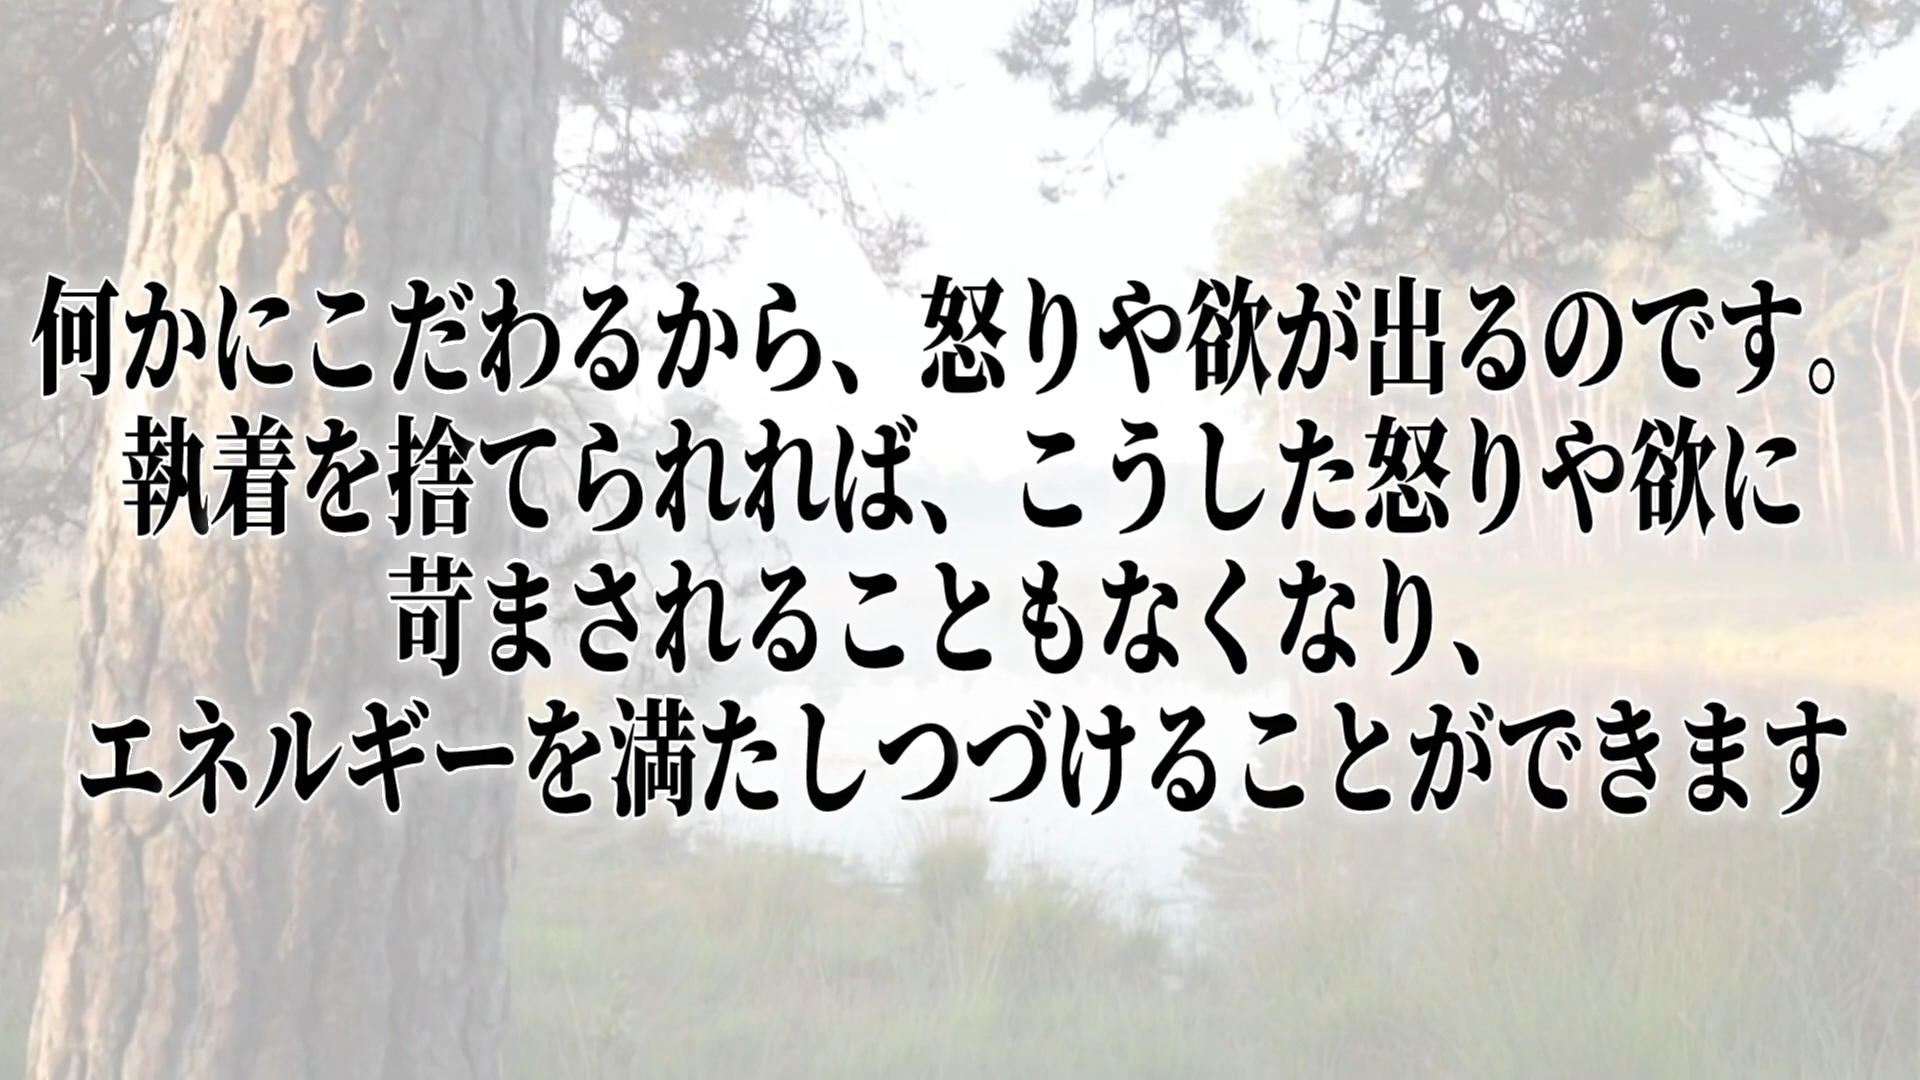 何かにこだわるから、怒りや欲が出るのです。
執着を捨てられれば、こうした怒りや欲に
苛まされることもなくなり、
エネルギーを満たしつづけることができます